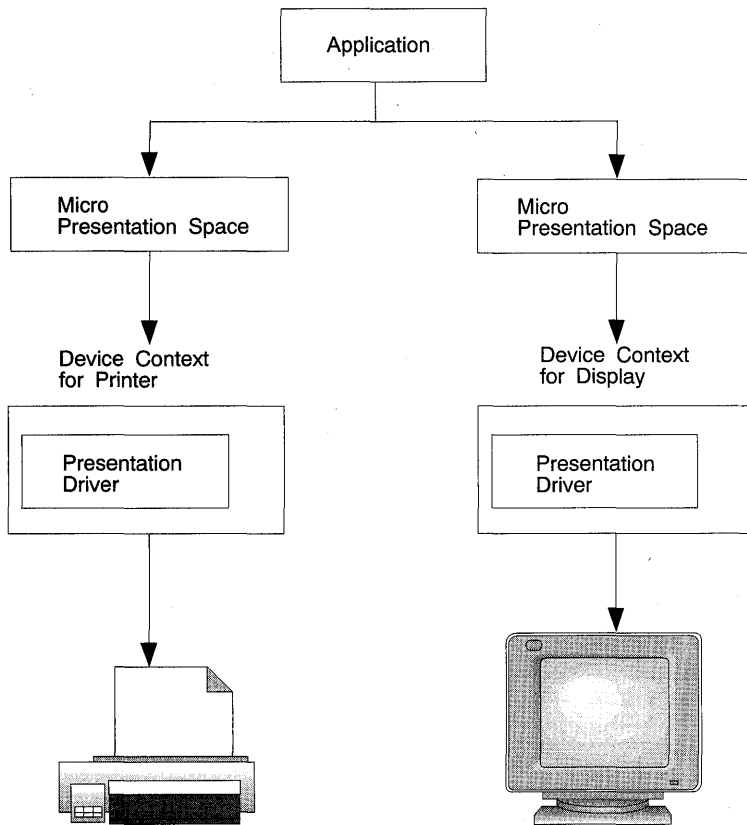 Application
Micro
Presentation Space
Micro
Presentation Space
Device Context
for Printer
Device Context
for Display
Presentation
Driver
Presentation
Driver